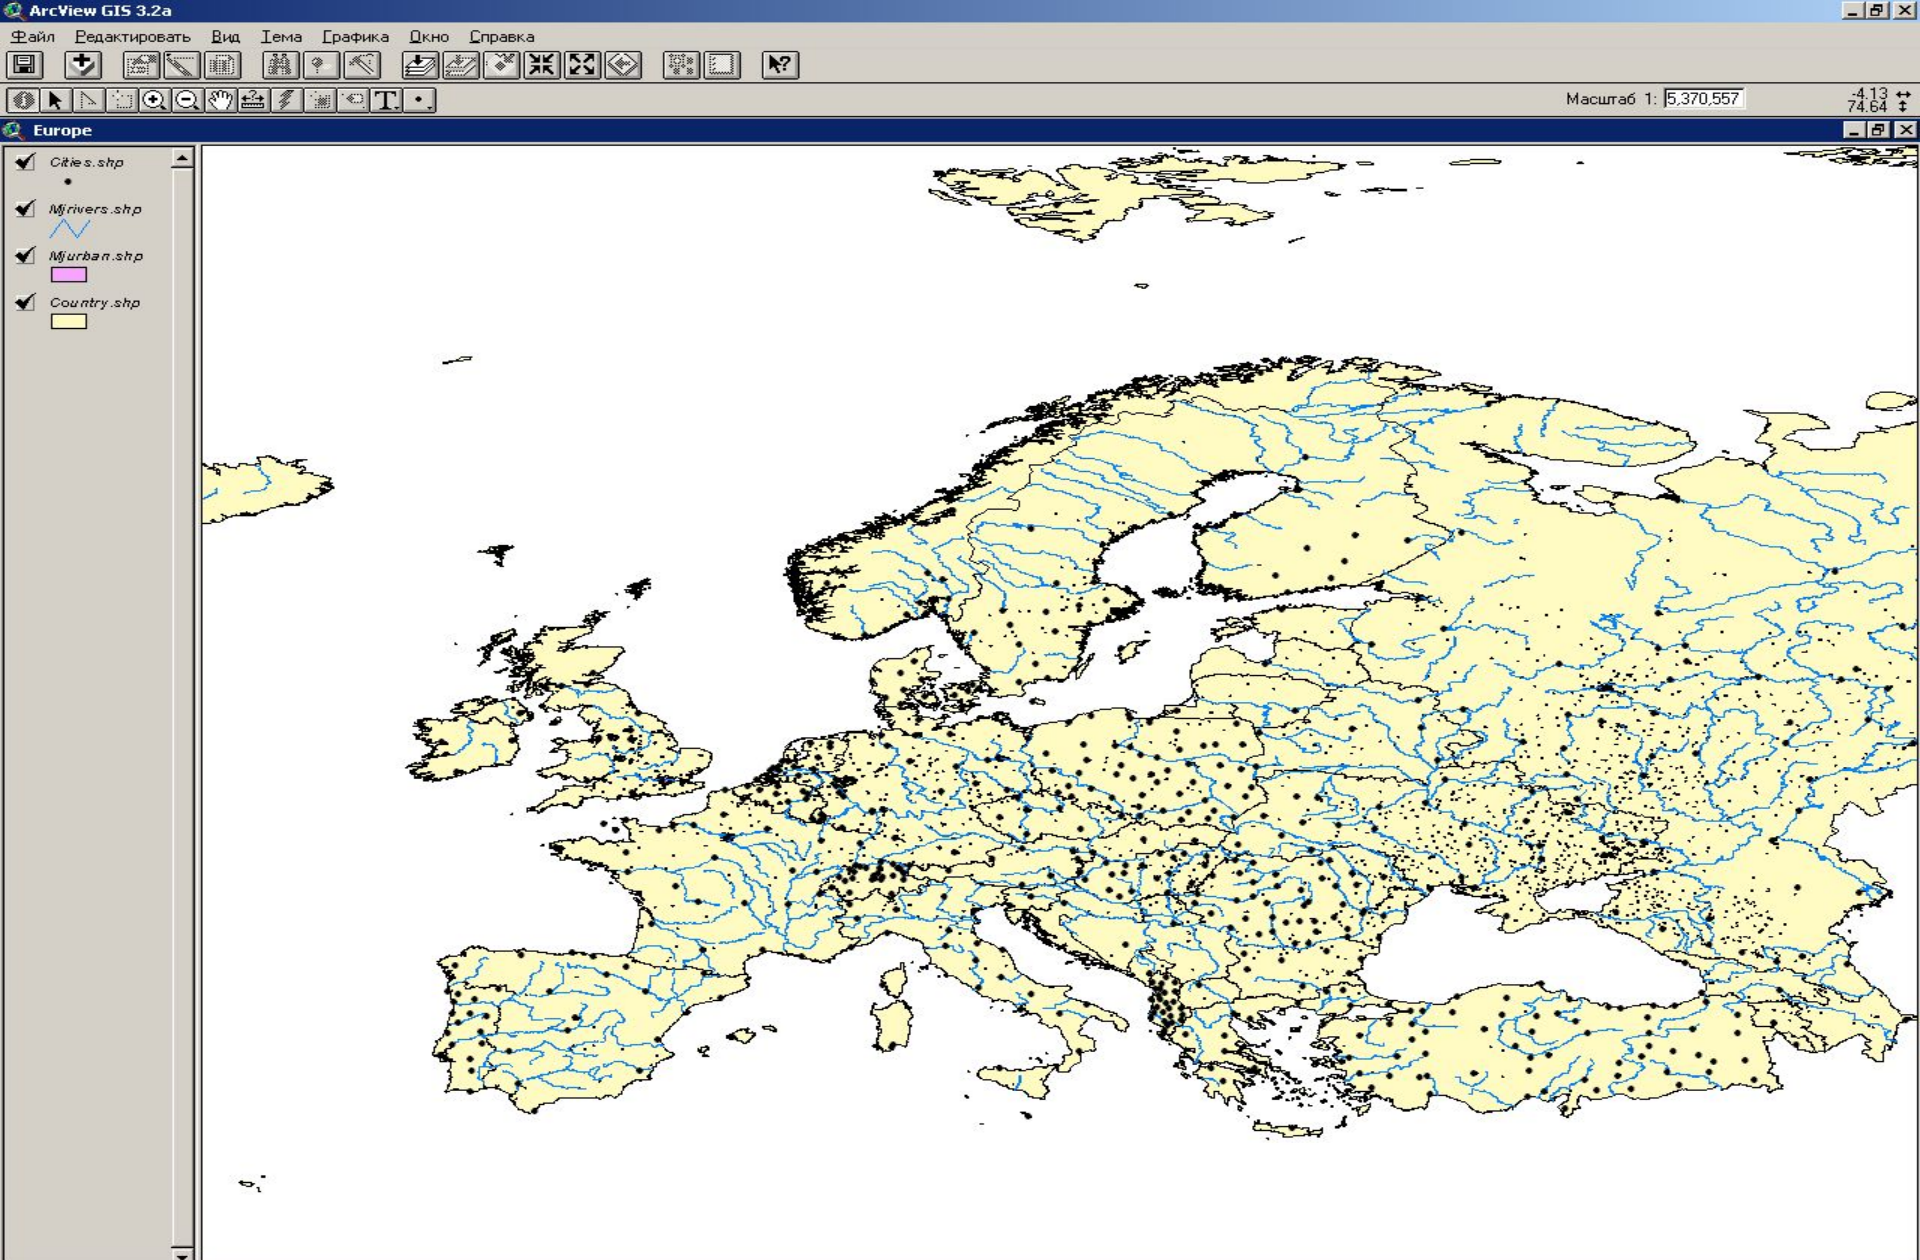 ArcView GIS 3.2a
Файл Редактировать Вид Тема Графика Окно Справка
Масштаб 1: 5,370,557
-4.13
74.64
Europe
Cities.shp
Mjrivers.shp
Mjurban.shp
Country.shp